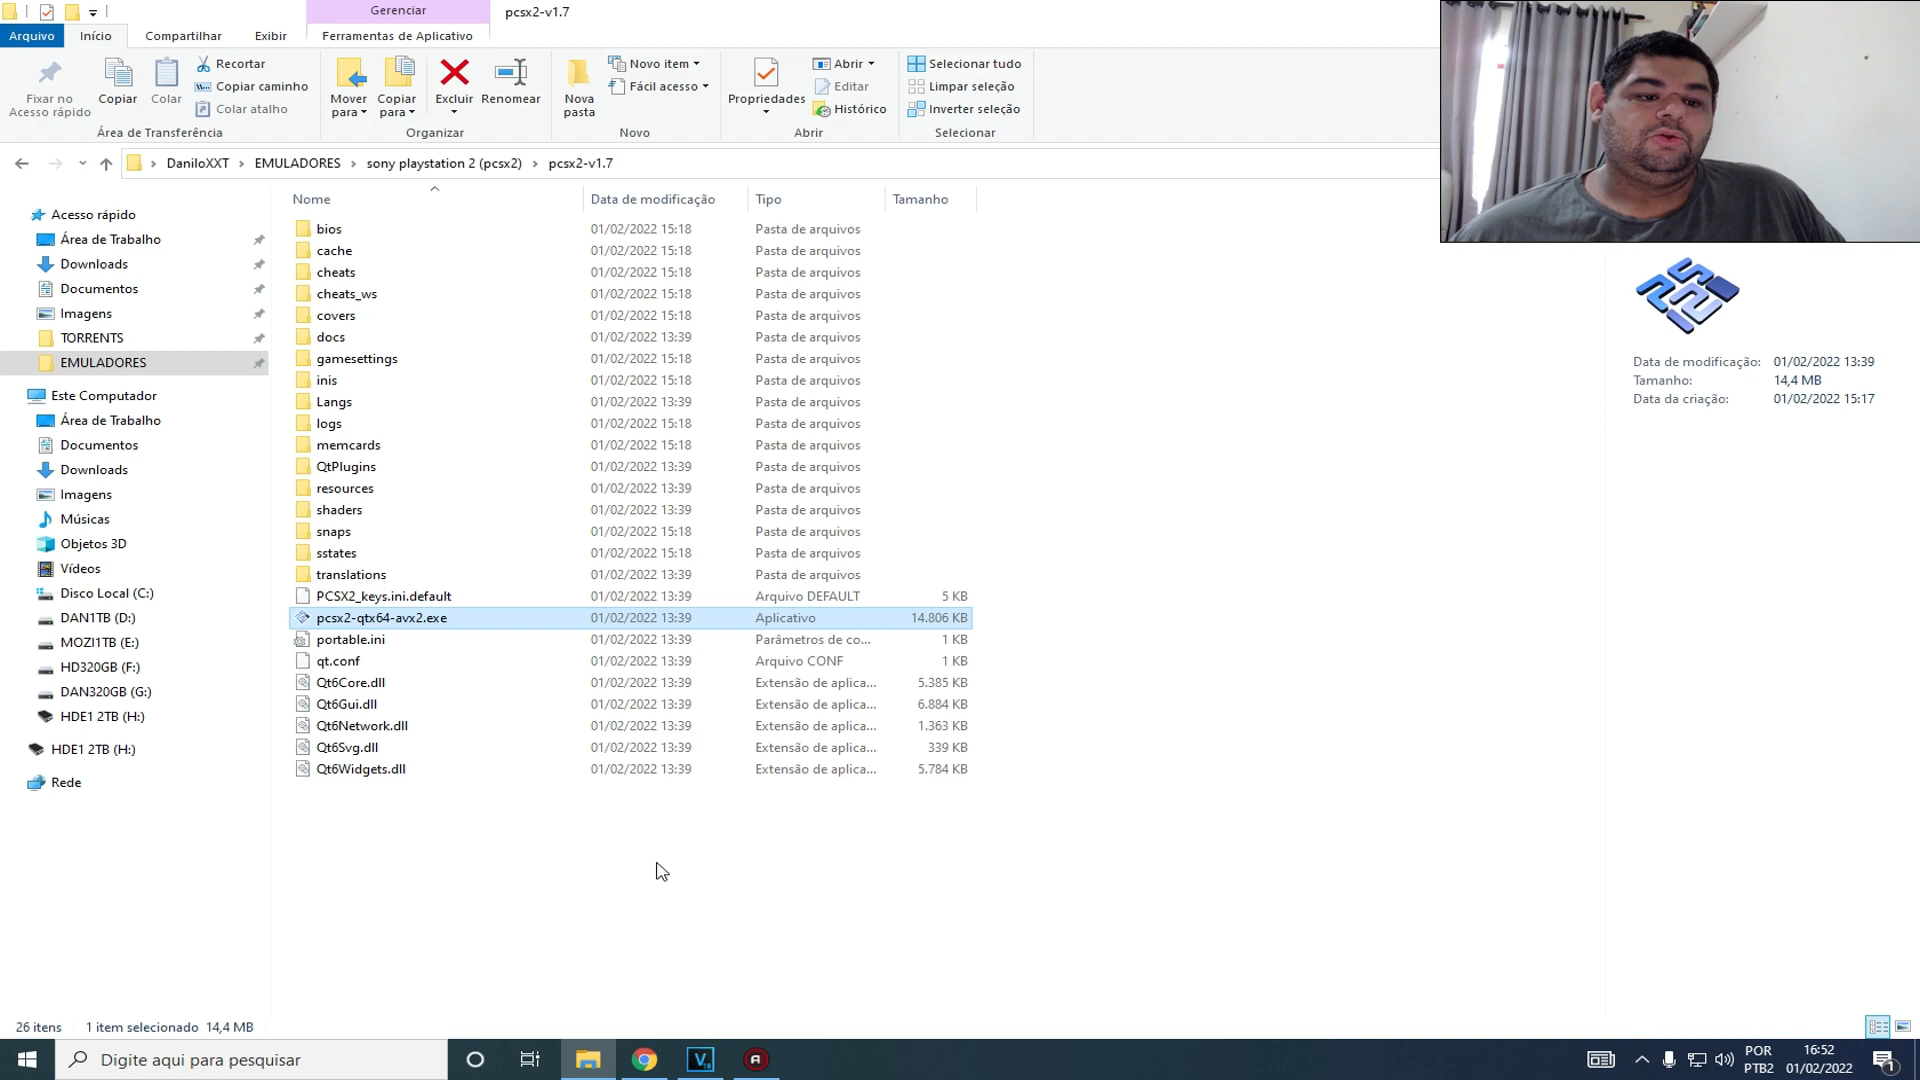 Gerenciar
pcsx2-v1.7
Arquivo
Início
Compartilhar
Exibir
Ferramentas de Aplicativo
Fixar no
Acesso rápido
Copiar
Colar
Recortar
Copiar caminho
Colar atalho
Área de Transferência
Mover
para
Copiar
para
Excluir
Renomear
Organizar
Nova
pasta
Novo item
Fácil acesso
Novo
Propriedades
Abrir
Editar
Histórico
Abrir
Selecionar tudo
Limpar seleção
Inverter seleção
Selecionar
DaniloXXT
EMULADORES
sony playstation 2 (pcsx2)
pcsx2-v1.7
Acesso rápido
Área de Trabalho
Downloads
Documentos
Imagens
TORRENTS
EMULADORES
Este Computador
Área de Trabalho
Documentos
Downloads
Imagens
Músicas
Objetos 3D
Vídeos
Disco Local (C:)
DAN1TB (D:)
MOZI1TB (E:)
HD320GB (F:)
DAN320GB (G:)
HDE1 2TB (H:)
HDE1 2TB (H:)
Rede
Nome Data de modificação Tipo Tamanho
bios 01/02/2022 15:18 Pasta de arquivos
cache 01/02/2022 15:18 Pasta de arquivos
cheats 01/02/2022 15:18 Pasta de arquivos
cheats_ws 01/02/2022 15:18 Pasta de arquivos
covers 01/02/2022 15:18 Pasta de arquivos
docs 01/02/2022 13:39 Pasta de arquivos
gamesettings 01/02/2022 15:18 Pasta de arquivos
inis 01/02/2022 15:18 Pasta de arquivos
Langs 01/02/2022 13:39 Pasta de arquivos
logs 01/02/2022 15:18 Pasta de arquivos
memcards 01/02/2022 15:18 Pasta de arquivos
QtPlugins 01/02/2022 13:39 Pasta de arquivos
resources 01/02/2022 13:39 Pasta de arquivos
shaders 01/02/2022 13:39 Pasta de arquivos
snaps 01/02/2022 15:18 Pasta de arquivos
sstates 01/02/2022 15:18 Pasta de arquivos
translations 01/02/2022 13:39 Pasta de arquivos
PCSX2_keys.ini.default 01/02/2022 13:39 Arquivo DEFAULT 5 KB
pcsx2-qtx64-avx2.exe 01/02/2022 13:39 Aplicativo 14.806 KB
portable.ini 01/02/2022 13:39 Parâmetros de co... 1 KB
qt.conf 01/02/2022 13:39 Arquivo CONF 1 KB
Qt6Core.dll 01/02/2022 13:39 Extensão de aplica... 5.385 KB
Qt6Gui.dll 01/02/2022 13:39 Extensão de aplica... 6.884 KB
Qt6Network.dll 01/02/2022 13:39 Extensão de aplica... 1.363 KB
Qt6Svg.dll 01/02/2022 13:39 Extensão de aplica... 339 KB
Qt6Widgets.dll 01/02/2022 13:39 Extensão de aplica... 5.784 KB
Data de modificação: 01/02/2022 13:39
Tamanho: 14,4 MB
Data da criação: 01/02/2022 15:17
26 itens 1 item selecionado 14,4 MB
Digite aqui para pesquisar
POR
PTB2
16:52
01/02/2022
1